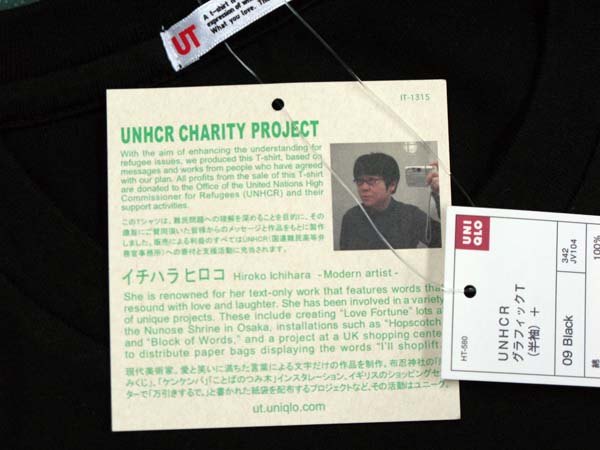 UT
A t-shirt is
expression of wh
What you love. Th
IT-1315
UNHCR CHARITY PROJECT
With the aim of enhancing the understanding for
refugee issues, we produced this T-shirt, based on
messages and works from people who have agreed
with our plan. All profits from the sale of this T-shirt
are donated to the Office of the United Nations High
Commissioner for Refugees (UNHCR) and their
support activities.
このTシャツは、難民問題への理解を深めることを目的に、その
趣旨にご賛同頂いた皆様からのメッセージと作品をもとに製作
しました。販売による利益のすべてはUNHCR(国連難民高等弁
務官事務所)への寄付と支援活動に充当されます。
イチハラ ヒロコ Hiroko Ichihara - Modern artist -
She is renowned for her text-only work that features words that
resound with love and laughter. She has been involved in a variety
of unique projects. These include creating "Love Fortune" lots at
the Nunose Shrine in Osaka, installations such as "Hopscotch"
and "Block of Words," and a project at a UK shopping cente
to distribute paper bags displaying the words "I'll shoplift.
現代美術家。愛と笑いに満ちた言葉による文字だけの作品を制作。布忍神社の「
みくじ」、「ケンケンパ」「ことばのつみ木」インスタレーション、イギリスのショッピングセ
ターで「万引きするで。」と書かれた紙袋を配布するプロジェクトなど、その活動はユニーク。
ut.uniqlo.com
UNI
QLO
HT-580
UNHCR
グラフィックT
(半袖) +
09 Black
342
JV104
100%
綿